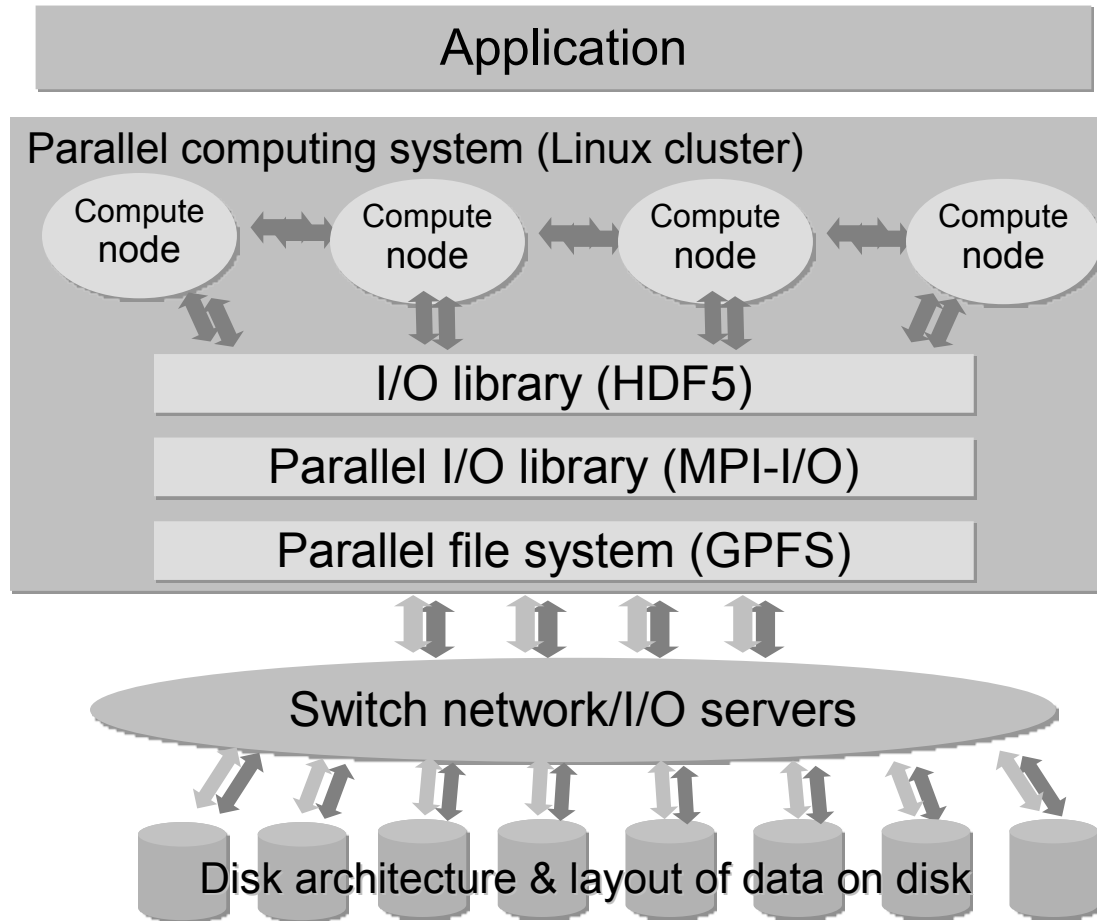 Application
Parallel computing system (Linux cluster)
Compute
node
Compute
node
Compute
node
Compute
node
I/O library (HDF5)
Parallel I/O library (MPI-I/O)
Parallel file system (GPFS)
Switch network/I/O servers
Disk architecture & layout of data on disk